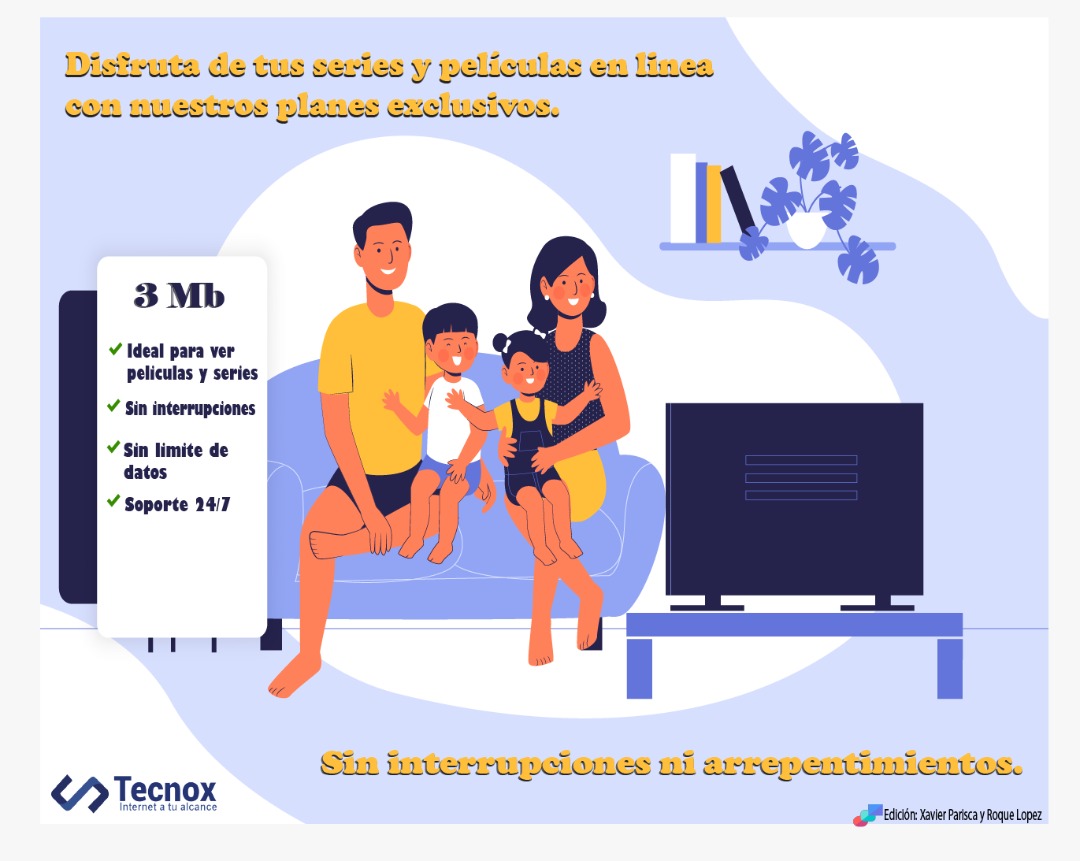 Disfruta de tus series y películas en linea
con nuestros planes exclusivos.
3 Mb
Ideal para ver
peliculas y series
Sin interrupciones
Sin limite de
datos
Soporte 24/7
Sin interrupciones ni arrepentimientos.
Tecnox
Internet a tu alcance
Edición: Xavier Parisca y Roque Lopez